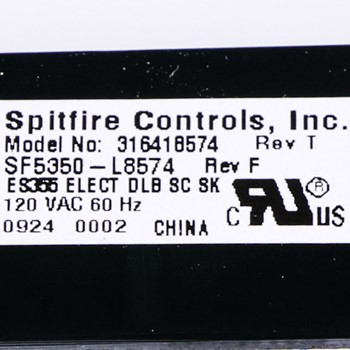 Spitfire Controls, Inc.
Model No: 316418574 Rev T
SF5350-L8574 Rev F
ES355 ELECT DLB SC SK
120 VAC 60 Hz
0924 0002 CHINA C US ®